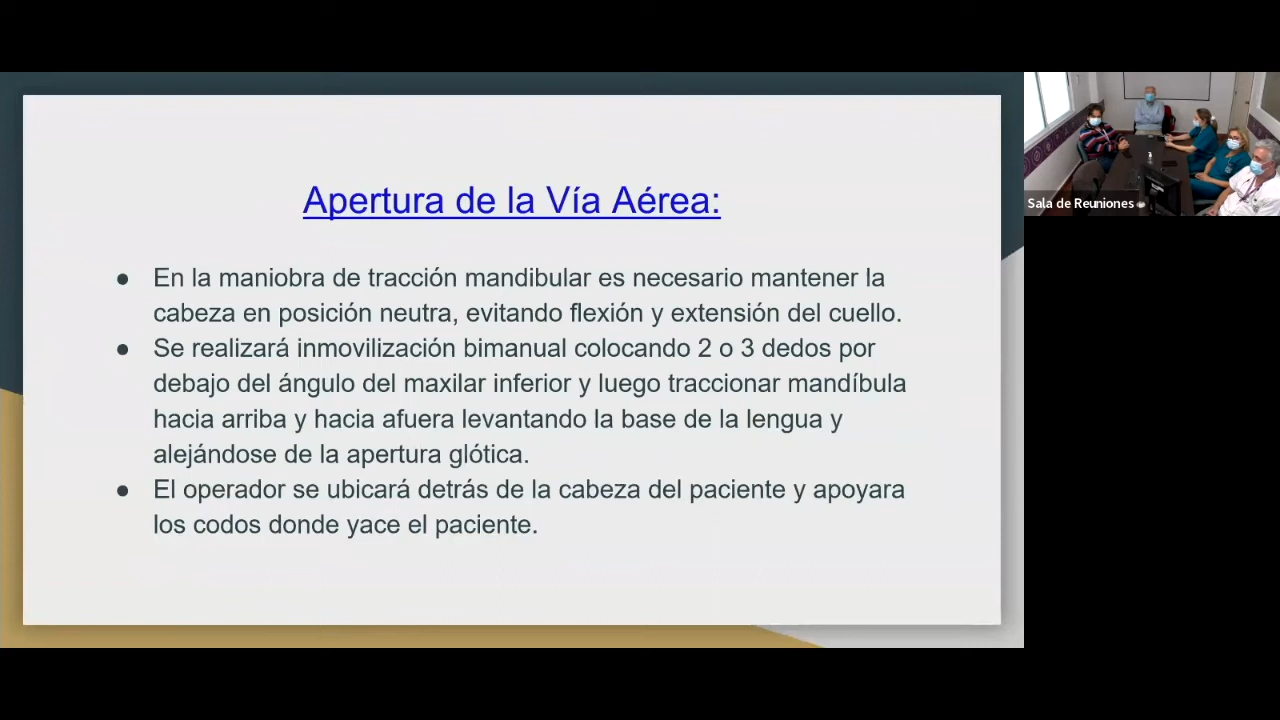 Apertura de la Vía Aérea:
● En la maniobra de tracción mandibular es necesario mantener la
cabeza en posición neutra, evitando flexión y extensión del cuello.
● Se realizará inmovilización bimanual colocando 2 o 3 dedos por
debajo del ángulo del maxilar inferior y luego traccionar mandíbula
hacia arriba y hacia afuera levantando la base de la lengua y
alejándose de la apertura glótica.
● El operador se ubicará detrás de la cabeza del paciente y apoyara
los codos donde yace el paciente.
Sala de Reuniones